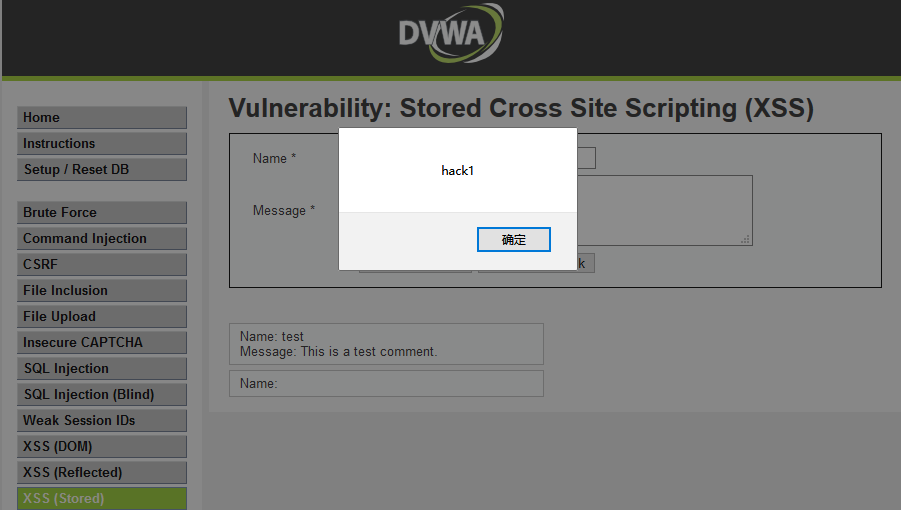 DVWA
Vulnerability: Stored Cross Site Scripting (XSS)
Home
Instructions
Setup / Reset DB
Brute Force
Command Injection
CSRF
File Inclusion
File Upload
Insecure CAPTCHA
SQL Injection
SQL Injection (Blind)
Weak Session IDs
XSS (DOM)
XSS (Reflected)
XSS (Stored)
Name *
Message *
hack1
确定
k
Name: test
Message: This is a test comment.
Name: